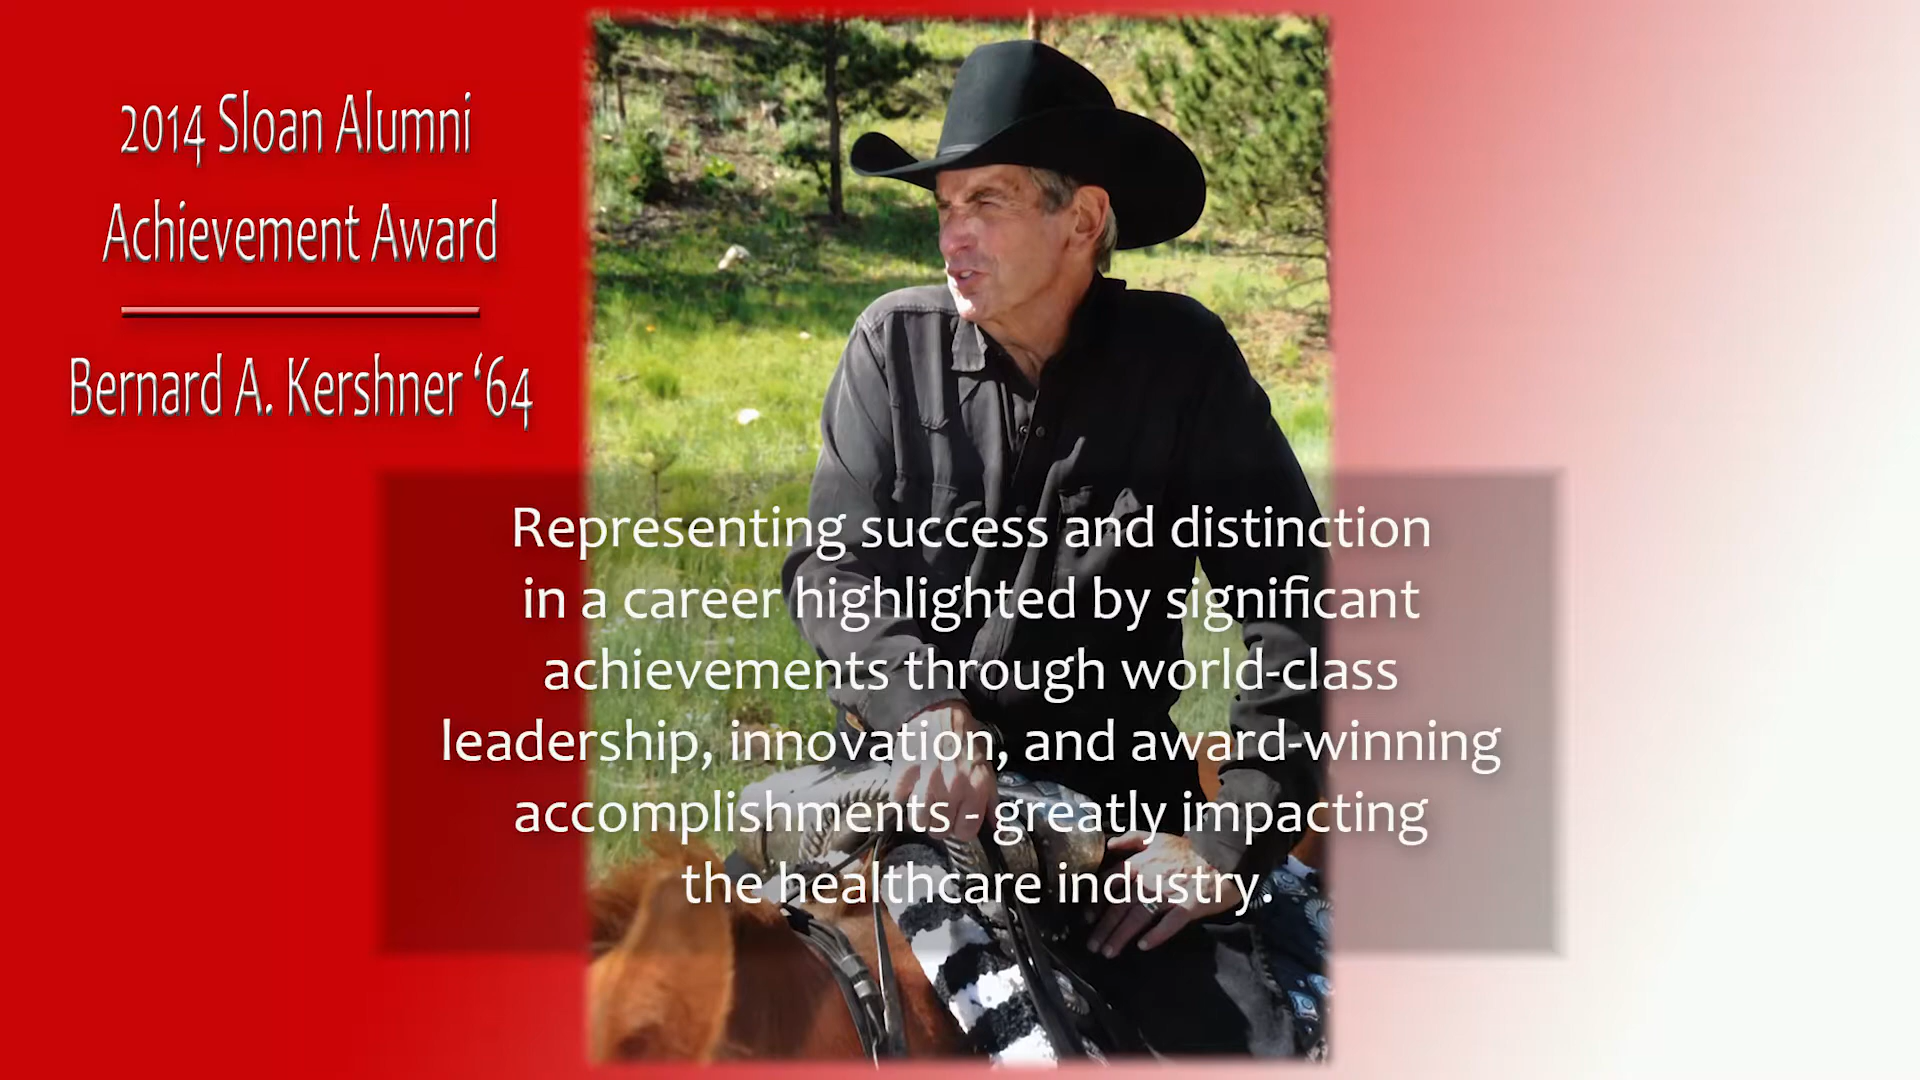 2014 Sloan Alumni
Achievement Award
Bernard A. Kershner ‘64
Representing success and distinction
in a career highlighted by significant
achievements through world-class
leadership, innovation, and award-winning
accomplishments - greatly impacting
the healthcare industry.